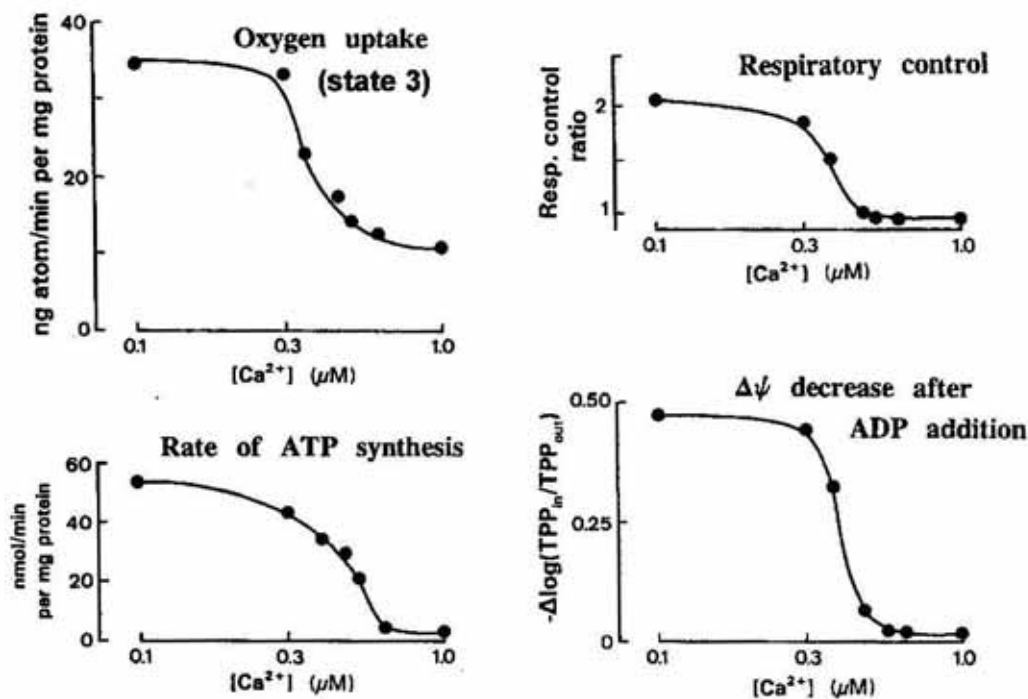 Oxygen uptake
(state 3)
ng atom/min per mg protein
40
20
0
0.1
0.3
1.0
[Ca²⁺] (μM)
Respiratory control
Resp. control
ratio
2
1
0.1
0.3
1.0
[Ca²⁺] (μM)
Rate of ATP synthesis
nmol/min
per mg protein
60
40
20
0
0.1
0.3
1.0
[Ca²⁺] (μM)
Δψ decrease after
ADP addition
-Δlog(TPPᵢₙ/TPPₒᵤₜ)
0.50
0.25
0
0.1
0.3
1.0
[Ca²⁺] (μM)